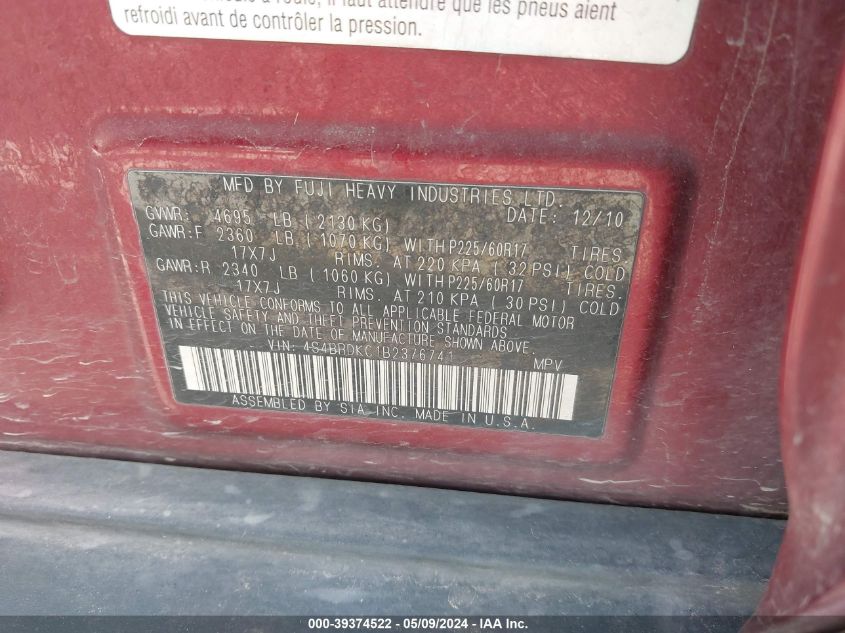 refroidi avant de contrôler la pression.
MFD BY FUJI HEAVY INDUSTRIES LTD.
GVWR: 4695 LB (2130 KG) DATE: 12/10
GAWR:F 2360 LB (1070 KG) WITH P225/60R17 TIRES.
17X7J RIMS. AT 220 KPA (32 PSI) COLD
GAWR:R 2340 LB (1060 KG) WITH P225/60R17 TIRES.
17X7J RIMS. AT 210 KPA (30 PSI) COLD
THIS VEHICLE CONFORMS TO ALL APPLICABLE FEDERAL MOTOR
VEHICLE SAFETY AND THEFT PREVENTION STANDARDS
IN EFFECT ON THE DATE OF MANUFACTURE SHOWN ABOVE.
VIN: 4S4BRDKC1B2376741 MPV
ASSEMBLED BY SIA INC. MADE IN U.S.A.
000-39374522 - 05/09/2024 - IAA Inc.